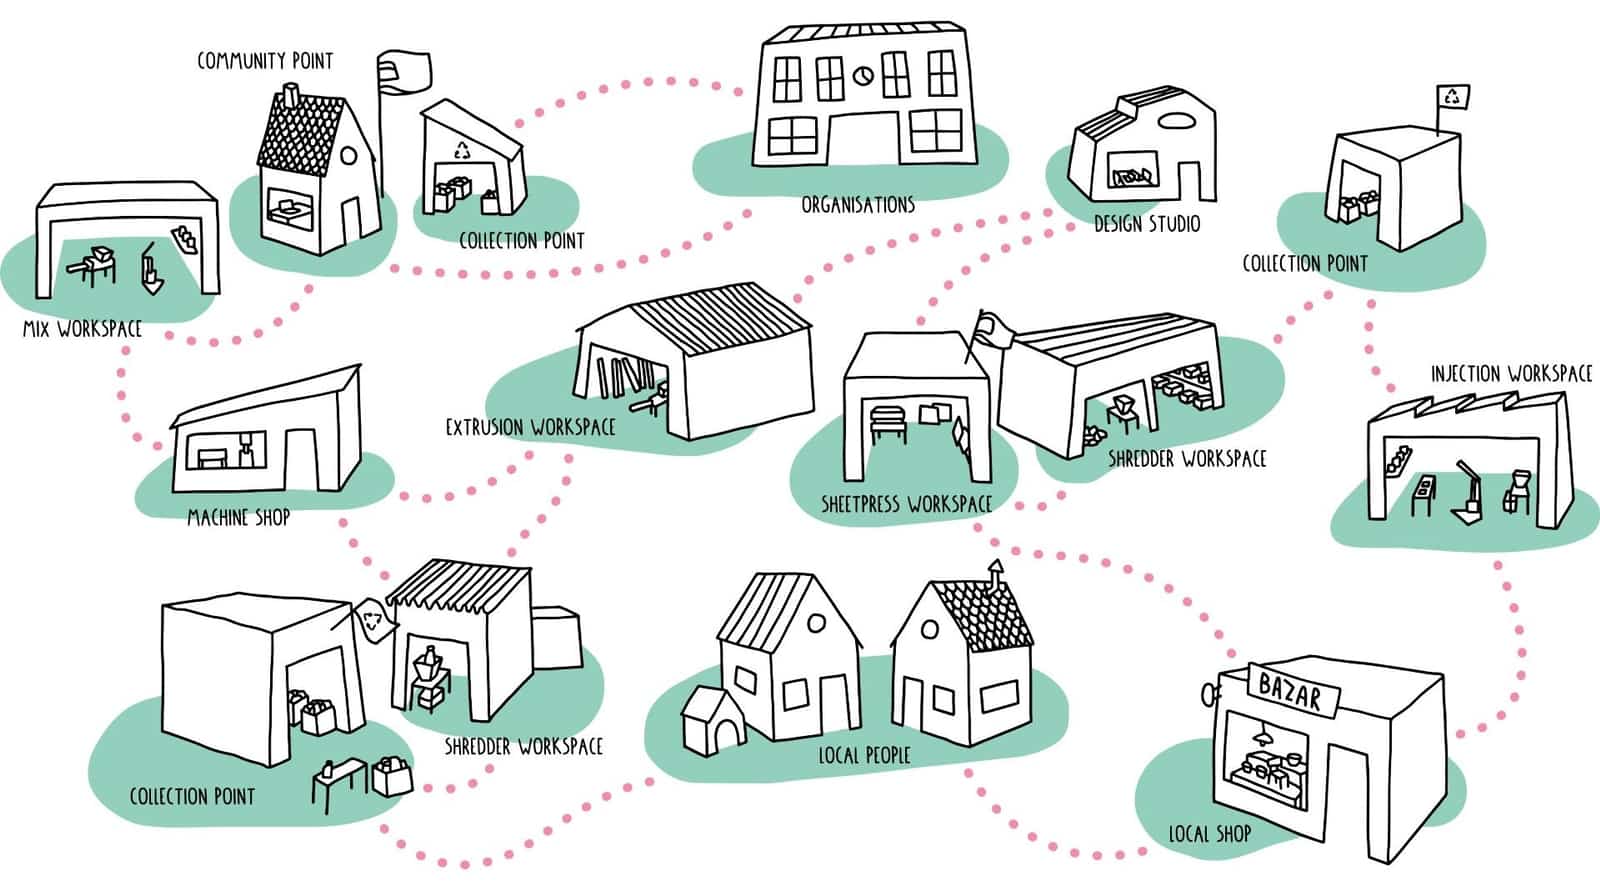 COMMUNITY POINT
COLLECTION POINT
ORGANISATIONS
DESIGN STUDIO
COLLECTION POINT
MIX WORKSPACE
INJECTION WORKSPACE
EXTRUSION WORKSPACE
SHREDDER WORKSPACE
SHEETPRESS WORKSPACE
MACHINE SHOP
BAZAR
SHREDDER WORKSPACE
LOCAL PEOPLE
COLLECTION POINT
LOCAL SHOP